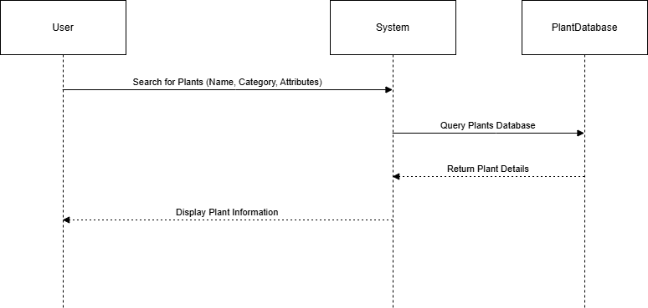 User
System
PlantDatabase
Search for Plants (Name, Category, Attributes)
Query Plants Database
Return Plant Details
Display Plant Information